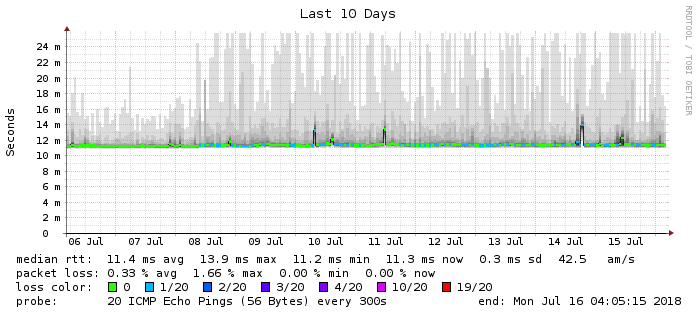 Last 10 Days
RRDTOOL / TOBI OETIKER
Seconds
24 m
22 m
20 m
18 m
16 m
14 m
12 m
10 m
8 m
6 m
4 m
2 m
0
06 Jul 07 Jul 08 Jul 09 Jul 10 Jul 11 Jul 12 Jul 13 Jul 14 Jul 15 Jul
median rtt: 11.4 ms avg 13.9 ms max 11.2 ms min 11.3 ms now 0.3 ms sd 42.5 am/s
packet loss: 0.33 % avg 1.66 % max 0.00 % min 0.00 % now
loss color: 0 1/20 2/20 3/20 4/20 10/20 19/20
probe: 20 ICMP Echo Pings (56 Bytes) every 300s end: Mon Jul 16 04:05:15 2018